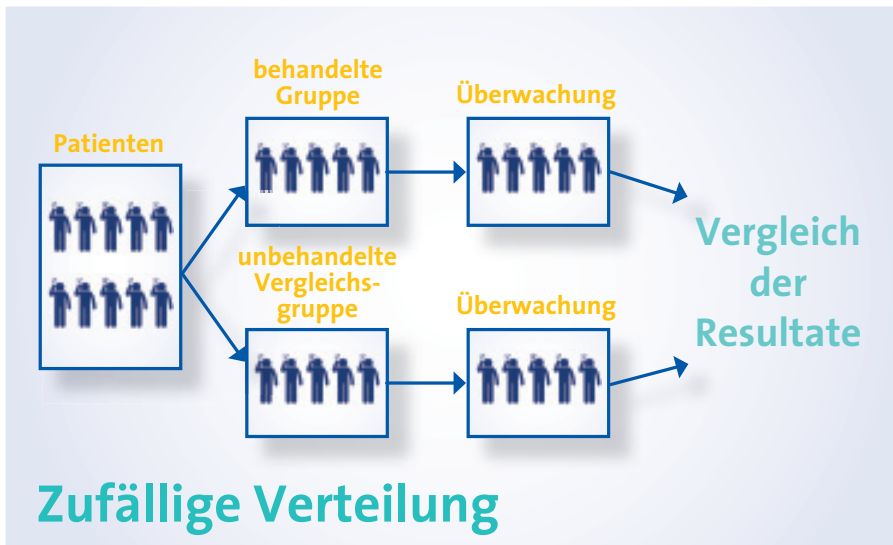 Patienten
behandelte
Gruppe
Überwachung
unbehandelte
Vergleichs-
gruppe
Überwachung
Vergleich
der
Resultate
Zufällige Verteilung